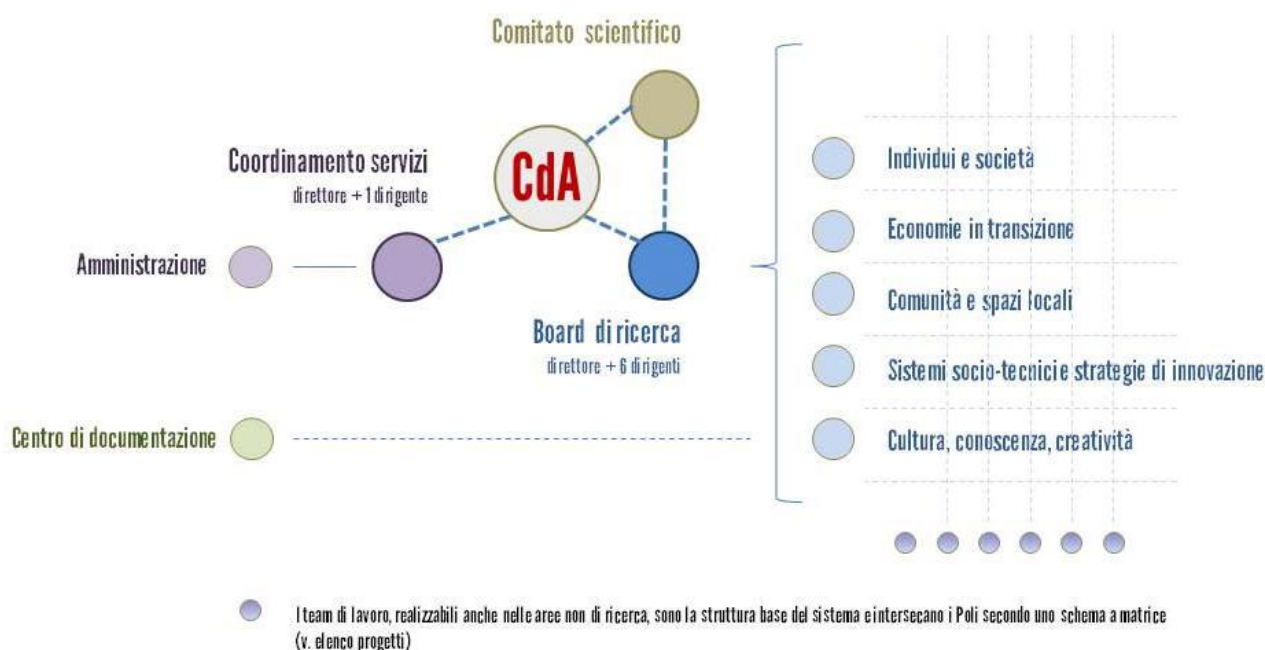 Comitato scientifico
Coordinamento servizi
direttore + 1 dirigente
CdA
Amministrazione
Board di ricerca
direttore + 6 dirigenti
Centro di documentazione
Individui e società
Economie in transizione
Comunità e spazi locali
Sistemi socio-tecnici e strategie di innovazione
Cultura, conoscenza, creatività
I team di lavoro, realizzabili anche nelle aree non di ricerca, sono la struttura base del sistema e intersecano i Poli secondo uno schema a matrice
(v. elenco progetti)